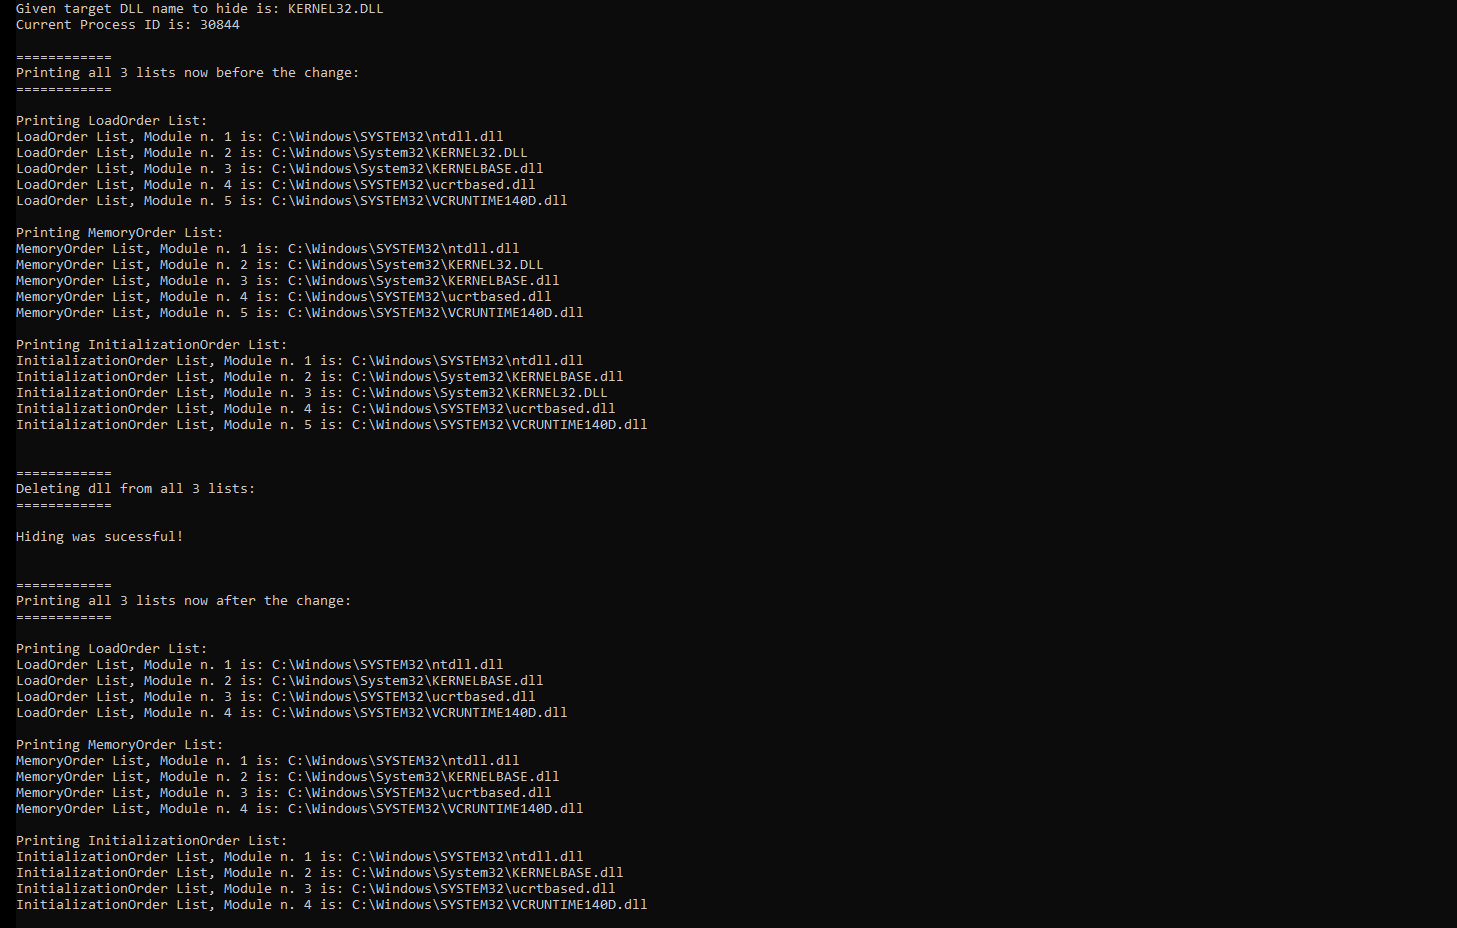 Given target DLL name to hide is: KERNEL32.DLL
Current Process ID is: 30844
============
Printing all 3 lists now before the change:
============
Printing LoadOrder List:
LoadOrder List, Module n. 1 is: C:\Windows\SYSTEM32\ntdll.dll
LoadOrder List, Module n. 2 is: C:\Windows\System32\KERNEL32.DLL
LoadOrder List, Module n. 3 is: C:\Windows\System32\KERNELBASE.dll
LoadOrder List, Module n. 4 is: C:\Windows\SYSTEM32\ucrtbased.dll
LoadOrder List, Module n. 5 is: C:\Windows\SYSTEM32\VCRUNTIME140D.dll
Printing MemoryOrder List:
MemoryOrder List, Module n. 1 is: C:\Windows\SYSTEM32\ntdll.dll
MemoryOrder List, Module n. 2 is: C:\Windows\System32\KERNEL32.DLL
MemoryOrder List, Module n. 3 is: C:\Windows\System32\KERNELBASE.dll
MemoryOrder List, Module n. 4 is: C:\Windows\SYSTEM32\ucrtbased.dll
MemoryOrder List, Module n. 5 is: C:\Windows\SYSTEM32\VCRUNTIME140D.dll
Printing InitializationOrder List:
InitializationOrder List, Module n. 1 is: C:\Windows\SYSTEM32\ntdll.dll
InitializationOrder List, Module n. 2 is: C:\Windows\System32\KERNELBASE.dll
InitializationOrder List, Module n. 3 is: C:\Windows\System32\KERNEL32.DLL
InitializationOrder List, Module n. 4 is: C:\Windows\SYSTEM32\ucrtbased.dll
InitializationOrder List, Module n. 5 is: C:\Windows\SYSTEM32\VCRUNTIME140D.dll
============
Deleting dll from all 3 lists:
============
Hiding was sucessful!
============
Printing all 3 lists now after the change:
============
Printing LoadOrder List:
LoadOrder List, Module n. 1 is: C:\Windows\SYSTEM32\ntdll.dll
LoadOrder List, Module n. 2 is: C:\Windows\System32\KERNELBASE.dll
LoadOrder List, Module n. 3 is: C:\Windows\SYSTEM32\ucrtbased.dll
LoadOrder List, Module n. 4 is: C:\Windows\SYSTEM32\VCRUNTIME140D.dll
Printing MemoryOrder List:
MemoryOrder List, Module n. 1 is: C:\Windows\SYSTEM32\ntdll.dll
MemoryOrder List, Module n. 2 is: C:\Windows\System32\KERNELBASE.dll
MemoryOrder List, Module n. 3 is: C:\Windows\SYSTEM32\ucrtbased.dll
MemoryOrder List, Module n. 4 is: C:\Windows\SYSTEM32\VCRUNTIME140D.dll
Printing InitializationOrder List:
InitializationOrder List, Module n. 1 is: C:\Windows\SYSTEM32\ntdll.dll
InitializationOrder List, Module n. 2 is: C:\Windows\System32\KERNELBASE.dll
InitializationOrder List, Module n. 3 is: C:\Windows\SYSTEM32\ucrtbased.dll
InitializationOrder List, Module n. 4 is: C:\Windows\SYSTEM32\VCRUNTIME140D.dll